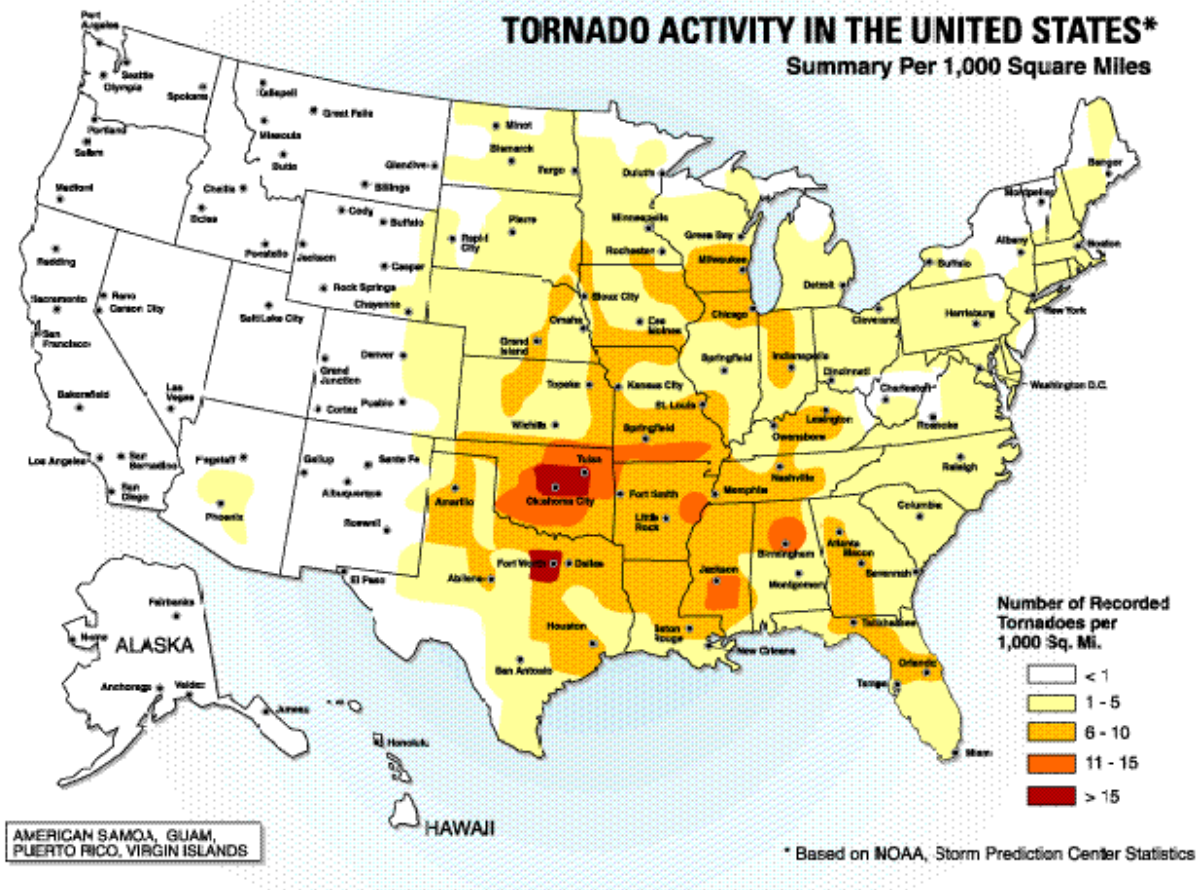 TORNADO ACTIVITY IN THE UNITED STATES*
Summary Per 1,000 Square Miles
Port
Angeles
Seattle
Olympia
Spokane
Portland
Salem
Medford
Kalispell
Great Falls
Missoula
Butte
Glendive
Billings
Challis
Boise
Pocatello
Jackson
Cody
Buffalo
Casper
Rock Springs
Cheyenne
Minot
Bismarck
Fargo
Pierre
Rapid
City
Duluth
Minneapolis
Rochester
Green Bay
Milwaukee
Detroit
Montpelier
Bangor
Albany
Boston
Buffalo
New York
Redding
Sacramento
San
Francisco
Reno
Carson City
Salt Lake City
Bakersfield
Las
Vegas
Los Angeles
San
Bernardino
San
Diego
Denver
Grand
Junction
Cortez
Pueblo
Grand
Island
Omaha
Sioux City
Des
Moines
Chicago
Springfield
Indianapolis
Cincinnati
Cleveland
Harrisburg
Washington D.C.
Charleston
Roanoke
Topeka
Kansas City
St. Louis
Wichita
Springfield
Lexington
Owensboro
Nashville
Raleigh
Columbia
Flagstaff
Phoenix
Gallup
Santa Fe
Albuquerque
Roswell
El Paso
Amarillo
Tulsa
Oklahoma City
Fort Smith
Little
Rock
Memphis
Birmingham
Montgomery
Atlanta
Macon
Savannah
Jackson
Fort Worth
Dallas
Abilene
Houston
San Antonio
Baton
Rouge
New Orleans
Tallahassee
Orlando
Tampa
Miami
Fairbanks
Nome
ALASKA
Anchorage
Valdez
Juneau
Honolulu
HAWAII
Number of Recorded
Tornadoes per
1,000 Sq. Mi.
< 1
1 - 5
6 - 10
11 - 15
> 15
AMERICAN SAMOA, GUAM,
PUERTO RICO, VIRGIN ISLANDS
* Based on NOAA, Storm Prediction Center Statistics